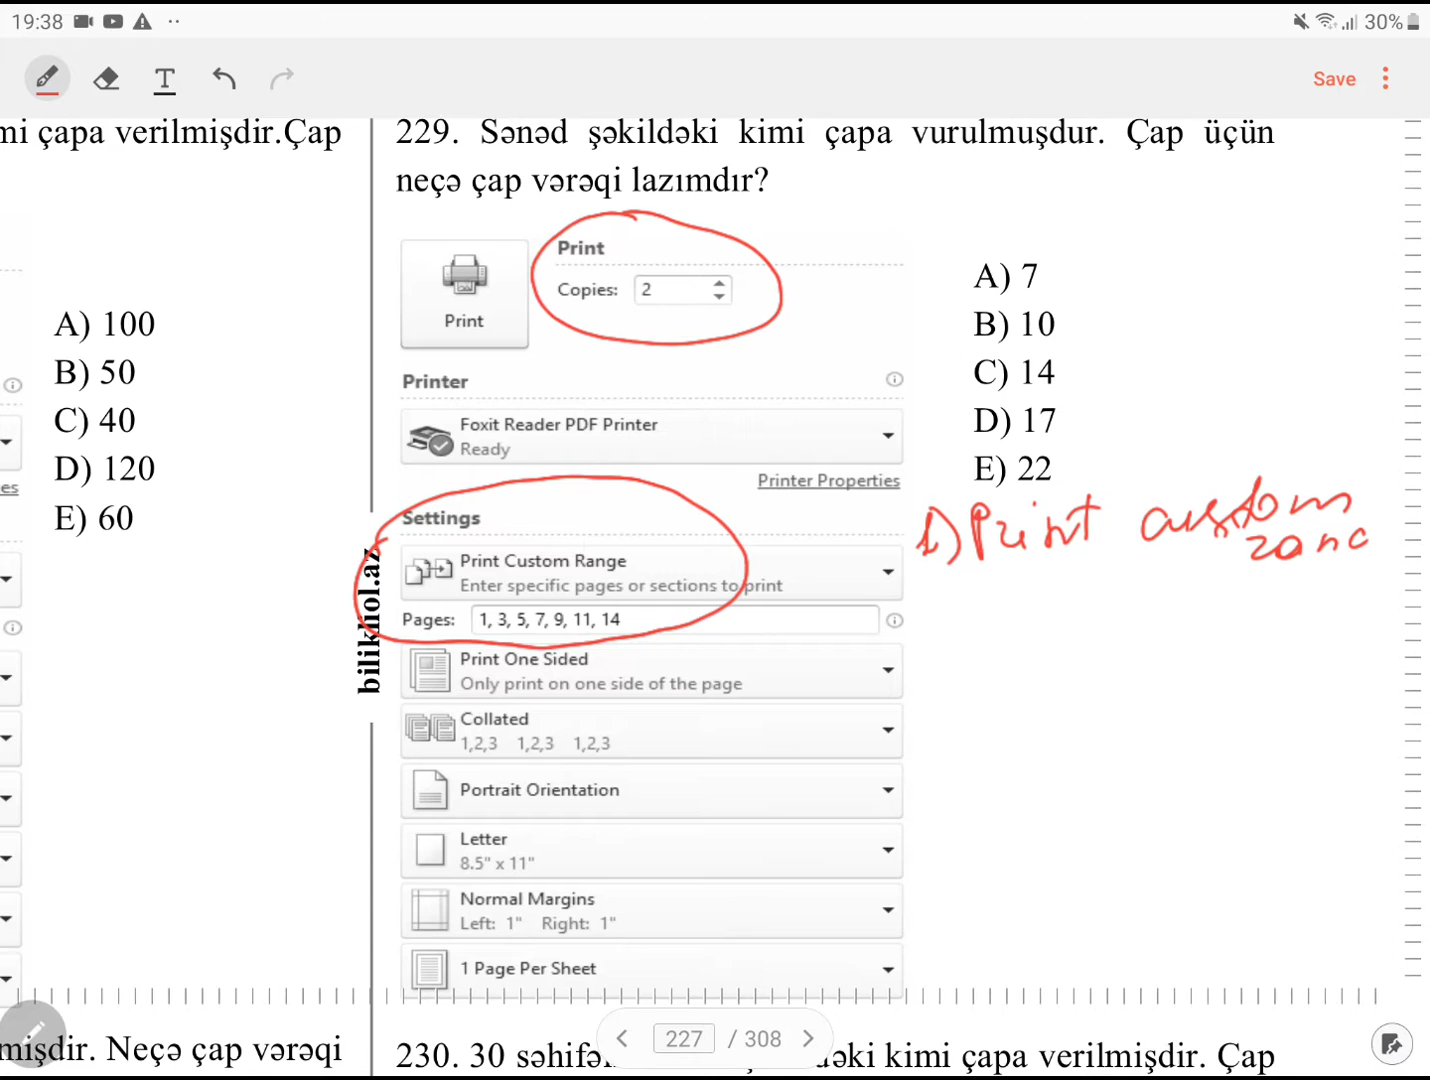 19:38
30%
Save
mi çapa verilmişdir.Çap
A) 100
B) 50
C) 40
D) 120
E) 60
es
mişdir. Neçə çap vərəqi
bilikhol.az
229. Sənəd şəkildəki kimi çapa vurulmuşdur. Çap üçün
neçə çap vərəqi lazımdır?
Print
Print
Copies: 2
Printer
Foxit Reader PDF Printer
Ready
Printer Properties
Settings
Print Custom Range
Enter specific pages or sections to print
Pages: 1, 3, 5, 7, 9, 11, 14
Print One Sided
Only print on one side of the page
Collated
1,2,3 1,2,3 1,2,3
Portrait Orientation
Letter
8.5" x 11"
Normal Margins
Left: 1" Right: 1"
1 Page Per Sheet
A) 7
B) 10
C) 14
D) 17
E) 22
1) Print custom
230. 30 səhifə
əki kimi çapa verilmişdir. Çap
227 / 308